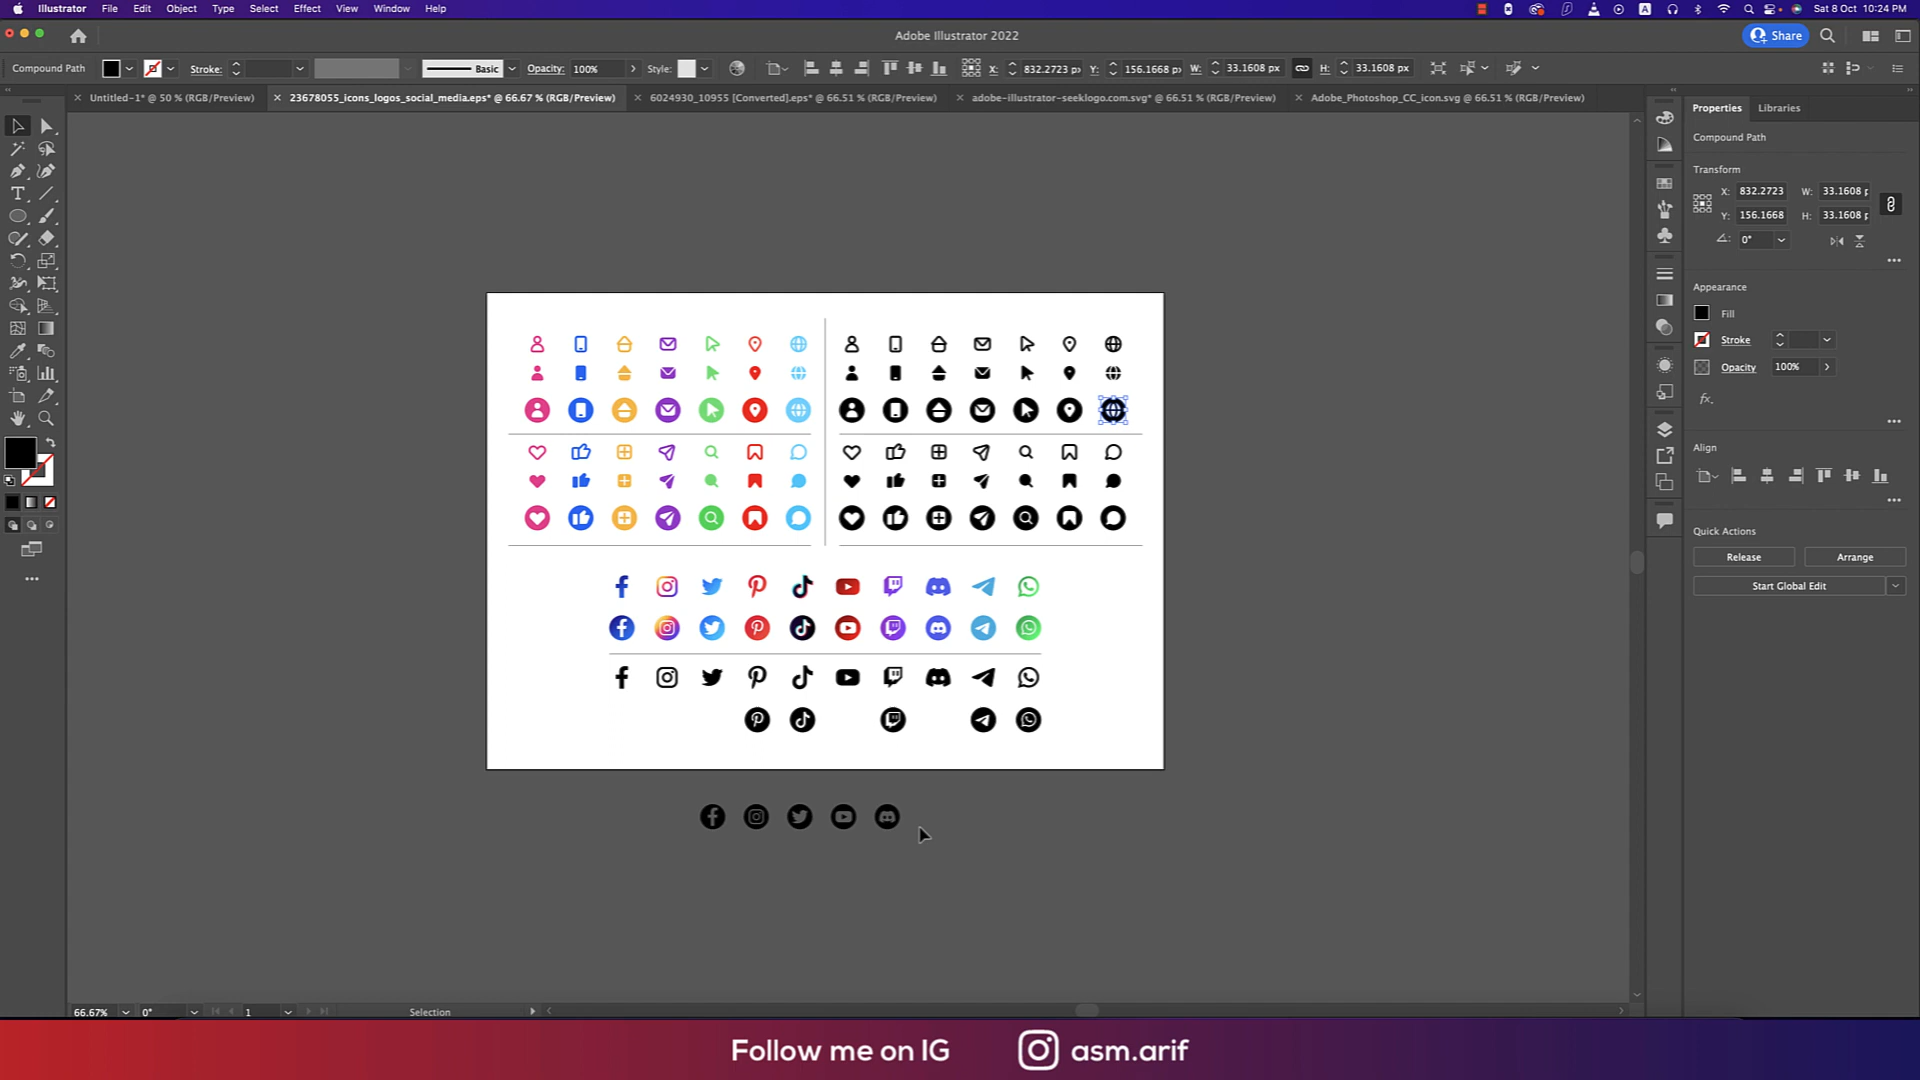 Illustrator File Edit Object Type Select Effect View Window Help
A Sat 8 Oct 10:24 PM
Adobe Illustrator 2022
Share
Compound Path Stroke: Basic Opacity: 100% Style: X: 832.2723 px Y: 156.1668 px W: 33.1608 px H: 33.1608 px
Untitled-1* @ 50 % (RGB/Preview) 23678055_icons_logos_social_media.eps* @ 66.67 % (RGB/Preview) 6024930_10955 [Converted].eps* @ 66.51 % (RGB/Preview) adobe-illustrator-seeklogo.com.svg* @ 66.51 % (RGB/Preview) Adobe_Photoshop_CC_icon.svg @ 66.51 % (RGB/Preview)
Properties Libraries
Compound Path
Transform
X: 832.2723 W: 33.1608 p
Y: 156.1668 H: 33.1608 p
0°
Appearance
Fill
Stroke
Opacity 100%
fx.
Align
Quick Actions
Release Arrange
Start Global Edit
66.67% 0° 1 Selection
Follow me on IG asm.arif